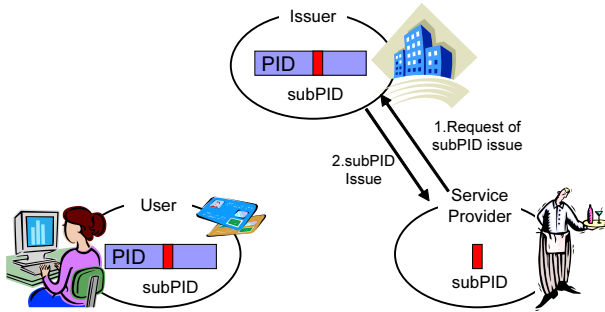 Issuer
PID
subPID
1.Request of
subPID issue
2.subPID
Issue
User
PID
subPID
Service
Provider
subPID